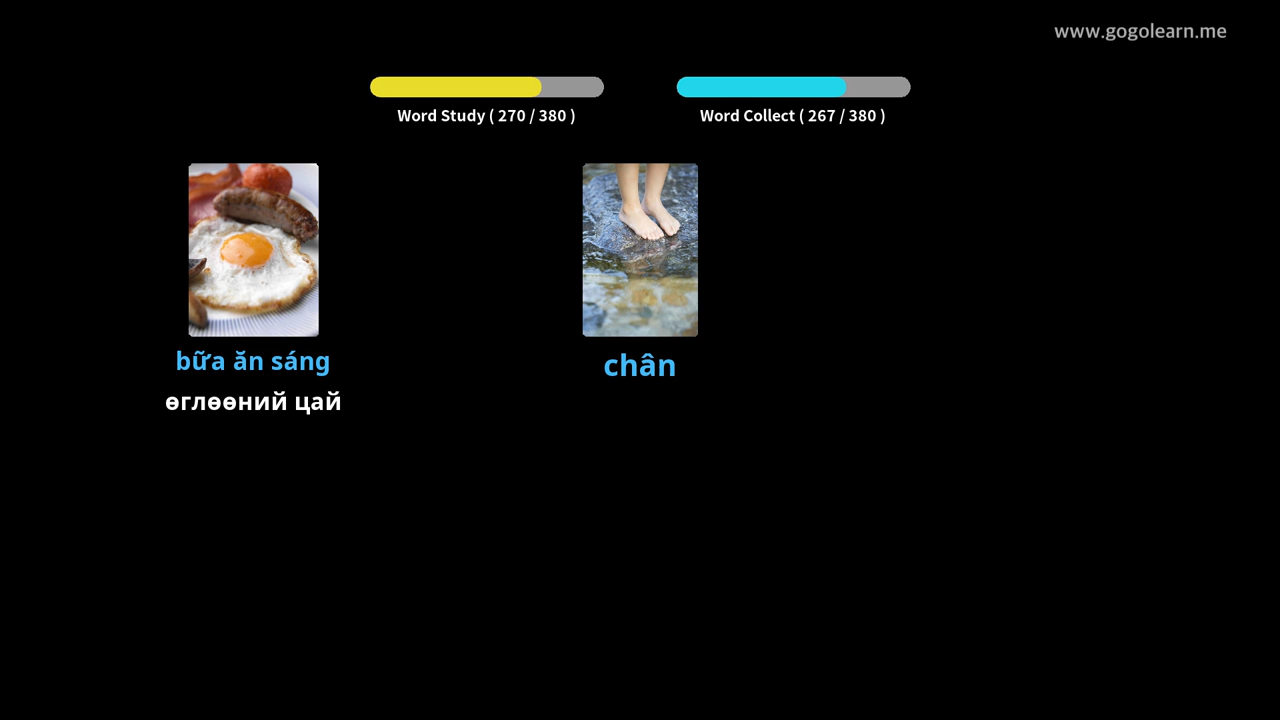 www.gogolearn.me
Word Study ( 270 / 380 )
Word Collect ( 267 / 380 )
bữa ăn sáng
өглөөний цай
chân